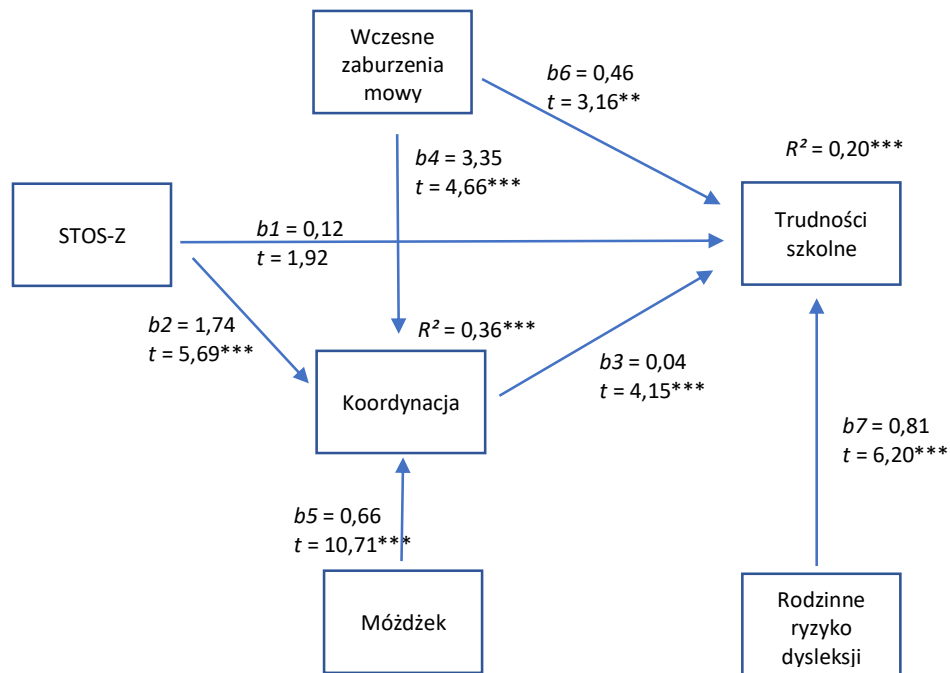 Wczesne
zaburzenia
mowy
b6 = 0,46
t = 3,16**
R² = 0,20***
b4 = 3,35
t = 4,66***
STOS-Z
b1 = 0,12
t = 1,92
Trudności
szkolne
b2 = 1,74
t = 5,69***
R² = 0,36***
Koordynacja
b3 = 0,04
t = 4,15***
b7 = 0,81
t = 6,20***
b5 = 0,66
t = 10,71***
Móżdżek
Rodzinne
ryzyko
dysleksji